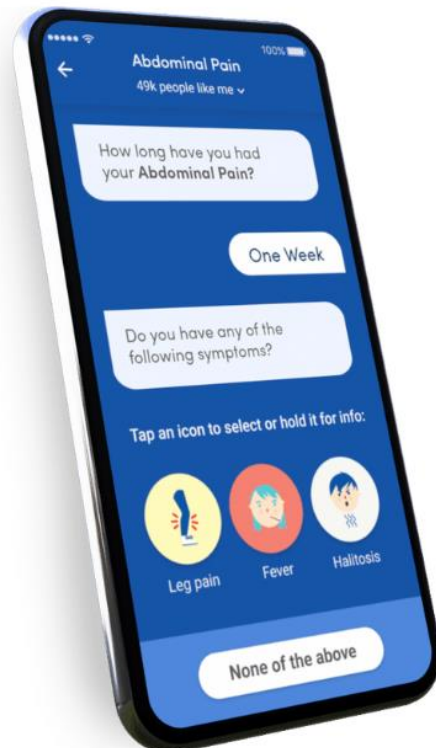 100%
Abdominal Pain
49k people like me
How long have you had
your Abdominal Pain?
One Week
Do you have any of the
following symptoms?
Tap an icon to select or hold it for info:
Leg pain
Fever
Halitosis
None of the above